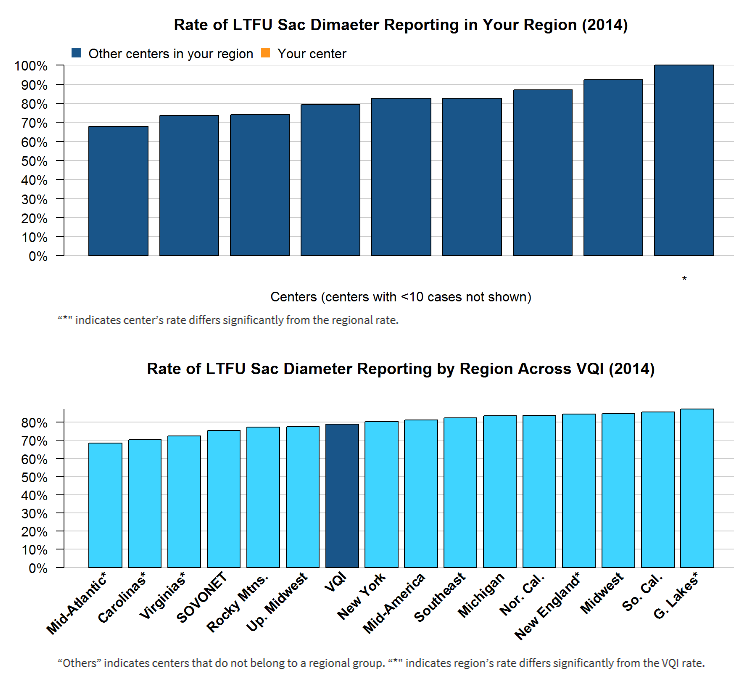 Rate of LTFU Sac Dimaeter Reporting in Your Region (2014)
Other centers in your region Your center
100%
90%
80%
70%
60%
50%
40%
30%
20%
10%
0%
*
Centers (centers with <10 cases not shown)
“*” indicates center’s rate differs significantly from the regional rate.
Rate of LTFU Sac Diameter Reporting by Region Across VQI (2014)
80%
70%
60%
50%
40%
30%
20%
10%
0%
Mid-Atlantic*
Carolinas*
Virginias*
SOVONET
Rocky Mtns.
Up. Midwest
VQI
New York
Mid-America
Southeast
Michigan
Nor. Cal.
New England*
Midwest
So. Cal.
G. Lakes*
“Others” indicates centers that do not belong to a regional group. “*” indicates region’s rate differs significantly from the VQI rate.